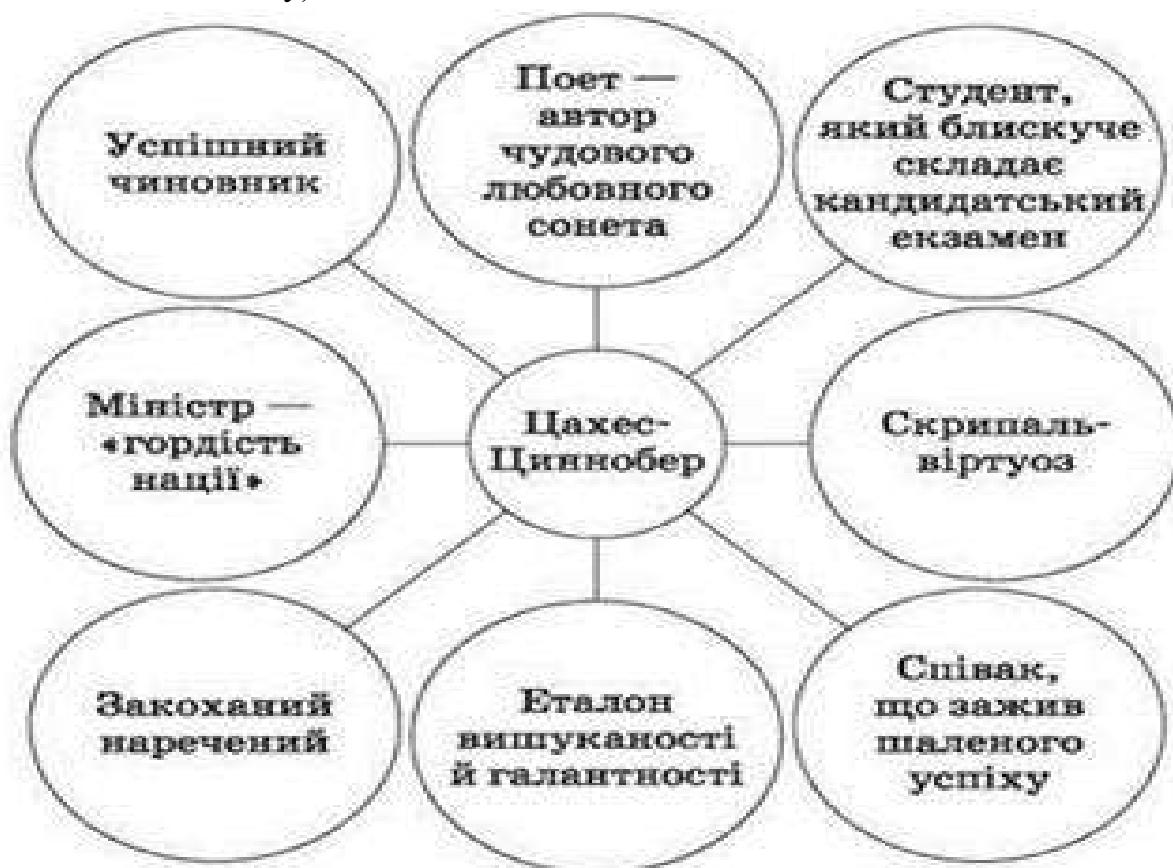 Успішний
чиновник
Поет —
автор
чудового
любовного
сонета
Студент,
який блискуче
складає
кандидатський
екзамен
Міністр —
«гордість
нації»
Цахес-
Циннобер
Скрипаль-
віртуоз
Закоханий
наречений
Еталон
вишуканості
й галантності
Співак,
що зажив
шаленого
успіху